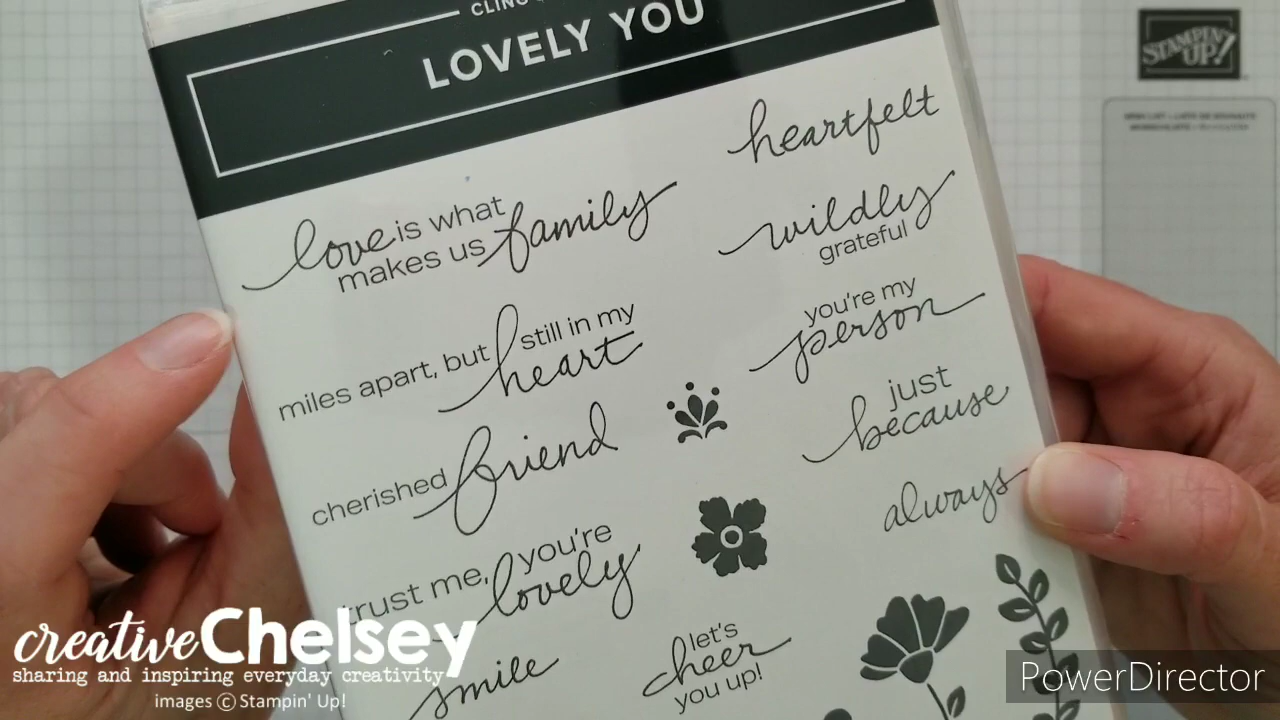 CLING
LOVELY YOU
STAMPIN' UP!
heartfelt
love is what
makes us family
wildly
grateful
miles apart, but still in my
heart
you're my
person
cherished friend
just
because
trust me, you're
lovely
always
smile
let's
cheer
you up!
creative Chelsey
sharing and inspiring everyday creativity
images © Stampin' Up!
PowerDirector